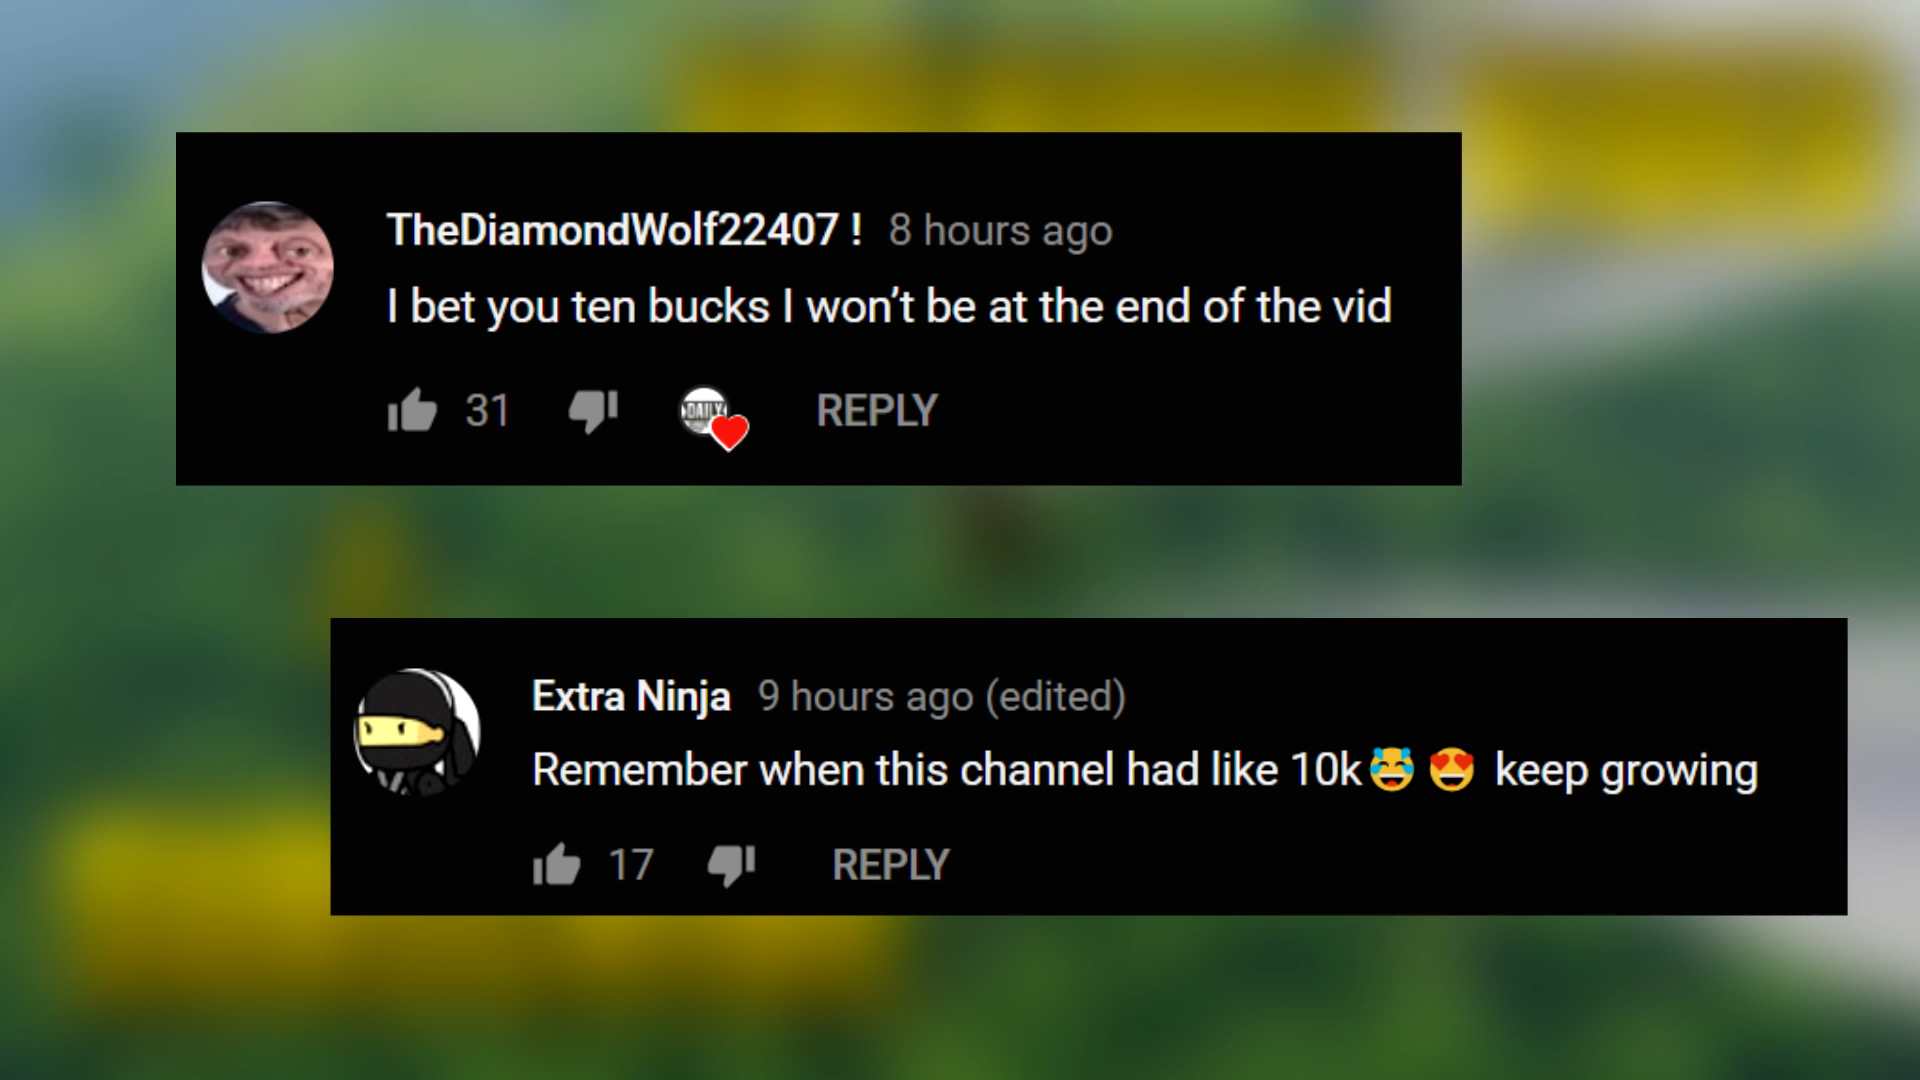 TheDiamondWolf22407 ! 8 hours ago
I bet you ten bucks I won’t be at the end of the vid
31 DAILY REPLY
Extra Ninja 9 hours ago (edited)
Remember when this channel had like 10k😂😍 keep growing
17 REPLY